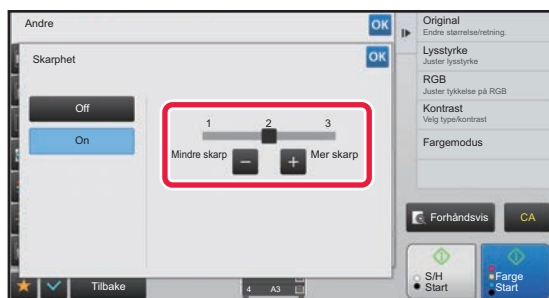 Andre
OK
Skarphet
OK
Off
On
1 2 3
Mindre skarp
Mer skarp
Tilbake
4 A3
Original
Endre størrelse/retning.
Lysstyrke
Juster lysstyrke
RGB
Juster tykkelse på RGB
Kontrast
Velg type/kontrast
Fargemodus
Forhåndsvis
CA
S/H
Start
Farge
Start